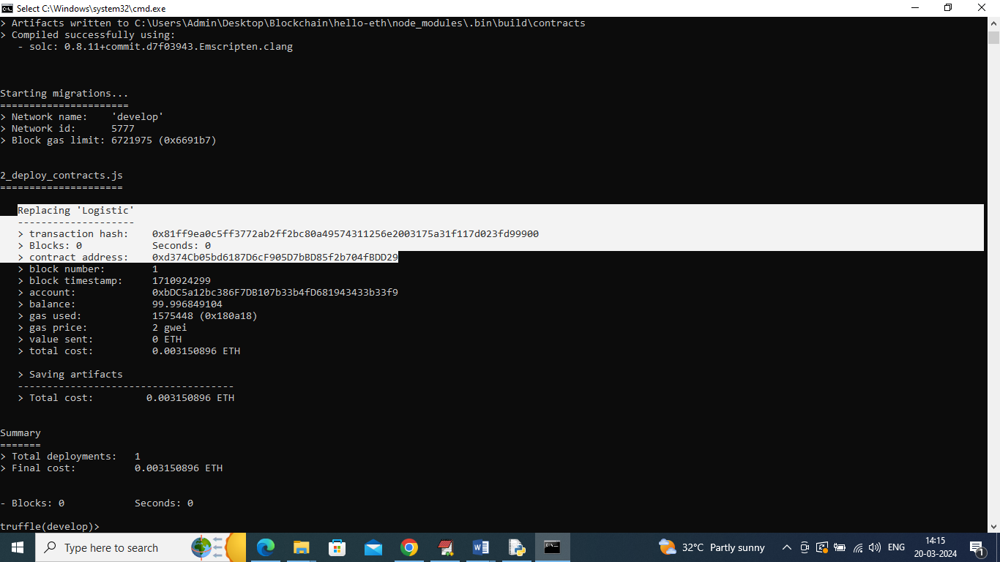 Select C:\Windows\system32\cmd.exe
> Artifacts written to C:\Users\Admin\Desktop\Blockchain\hello-eth\node_modules\.bin\build\contracts
> Compiled successfully using:
   - solc: 0.8.11+commit.d7f03943.Emscripten.clang
Starting migrations...
======================
> Network name:    'develop'
> Network id:      5777
> Block gas limit: 6721975 (0x6691b7)
2_deploy_contracts.js
=====================
   Replacing 'Logistic'
   --------------------
   > transaction hash:    0x81ff9ea0c5ff3772ab2ff2bc80a49574311256e2003175a31f117d023fd99900
   > Blocks: 0            Seconds: 0
   > contract address:    0xd374Cb05bd6187D6cF905D7bBD85f2b704fBDD29
   > block number:        1
   > block timestamp:     1710924299
   > account:             0xbDC5a12bc386F7DB107b33b4fD681943433b33f9
   > balance:             99.996849104
   > gas used:            1575448 (0x180a18)
   > gas price:           2 gwei
   > value sent:          0 ETH
   > total cost:          0.003150896 ETH
   > Saving artifacts
   -------------------------------------
   > Total cost:         0.003150896 ETH
Summary
=======
> Total deployments:   1
> Final cost:          0.003150896 ETH
- Blocks: 0            Seconds: 0
truffle(develop)>
Type here to search
32°C Partly sunny
ENG
14:15
20-03-2024
1